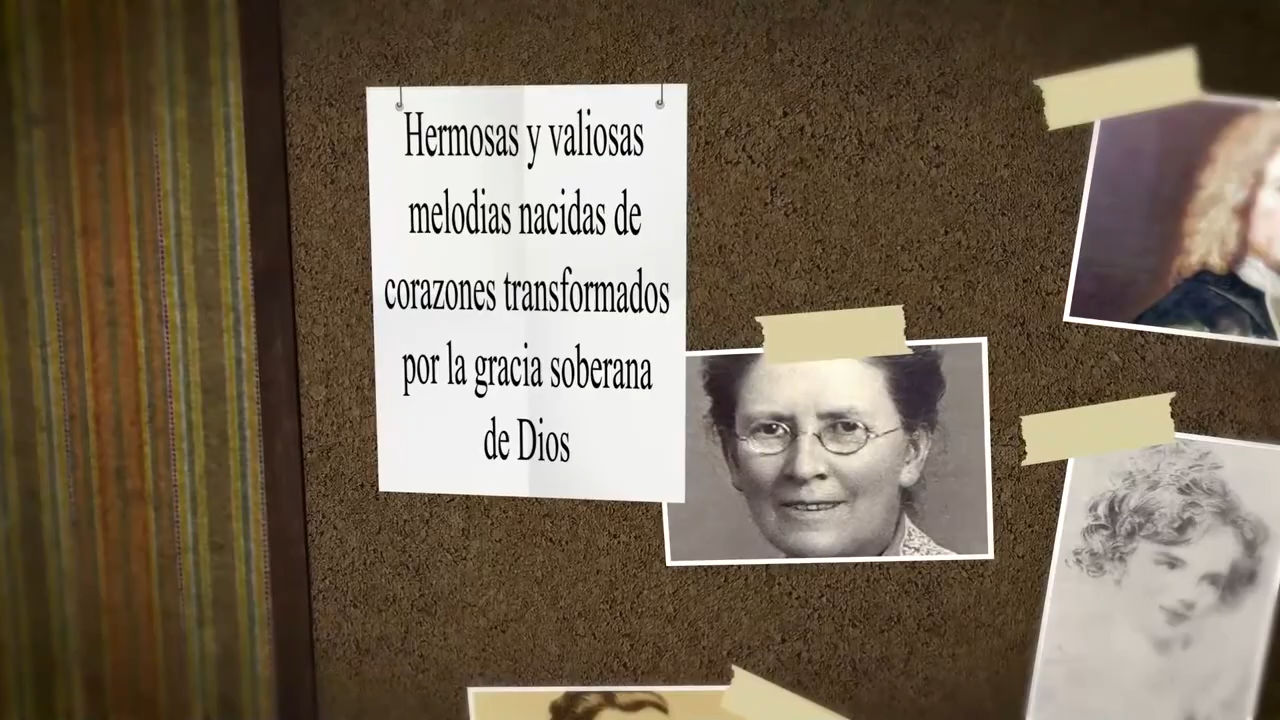 Hermosas y valiosas
melodias nacidas de
corazones transformados
por la gracia soberana
de Dios